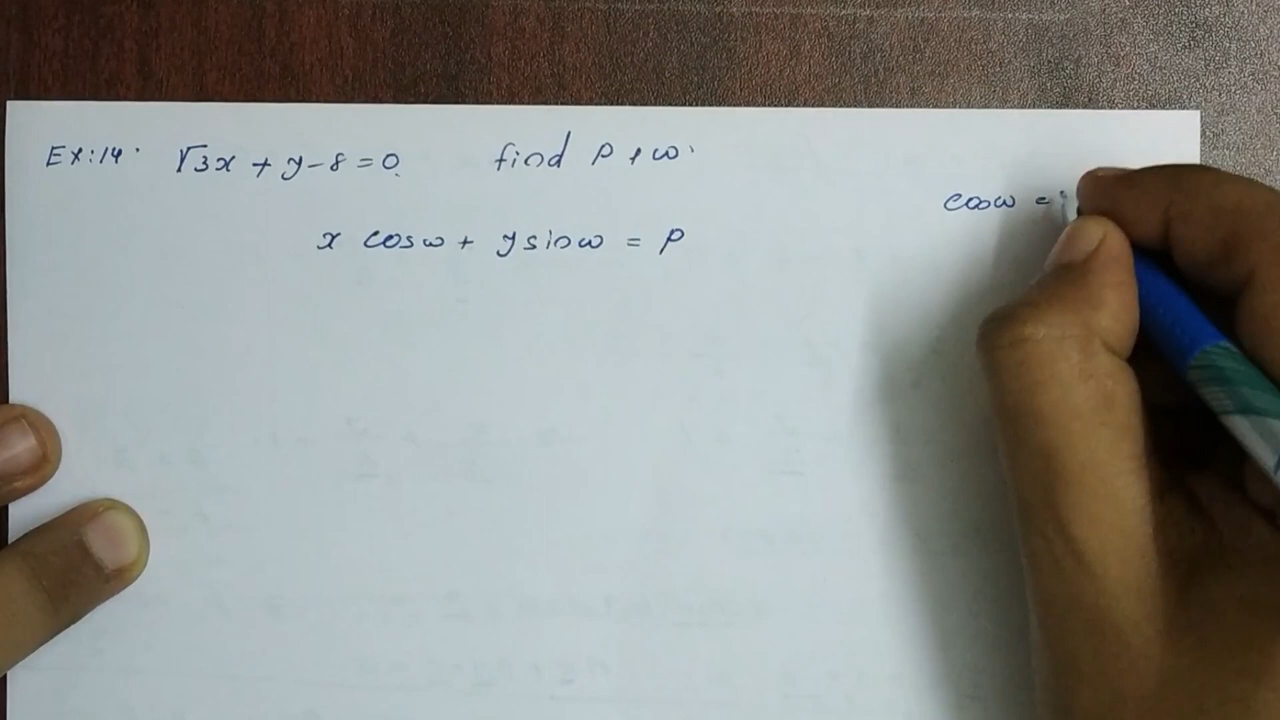 Ex:14. √3x + y - 8 = 0. find p, ω.
cosω =
x cosω + y sinω = p